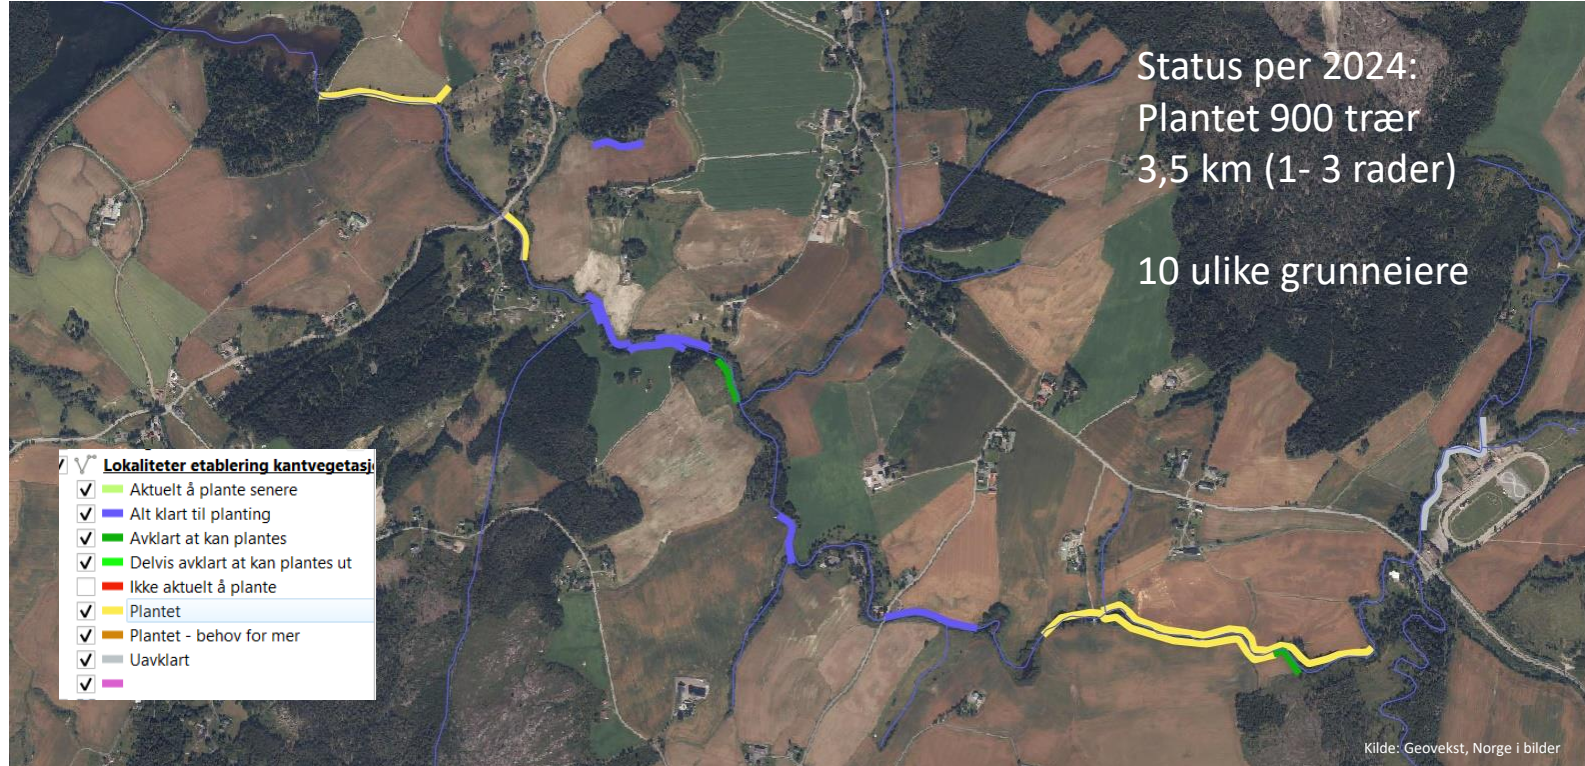 Status per 2024:
Plantet 900 trær
3,5 km (1- 3 rader)
10 ulike grunneiere
Lokaliteter etablering kantvegetasj
Aktuelt å plante senere
Alt klart til planting
Avklart at kan plantes
Delvis avklart at kan plantes ut
Ikke aktuelt å plante
Plantet
Plantet - behov for mer
Uavklart
Kilde: Geovekst, Norge i bilder